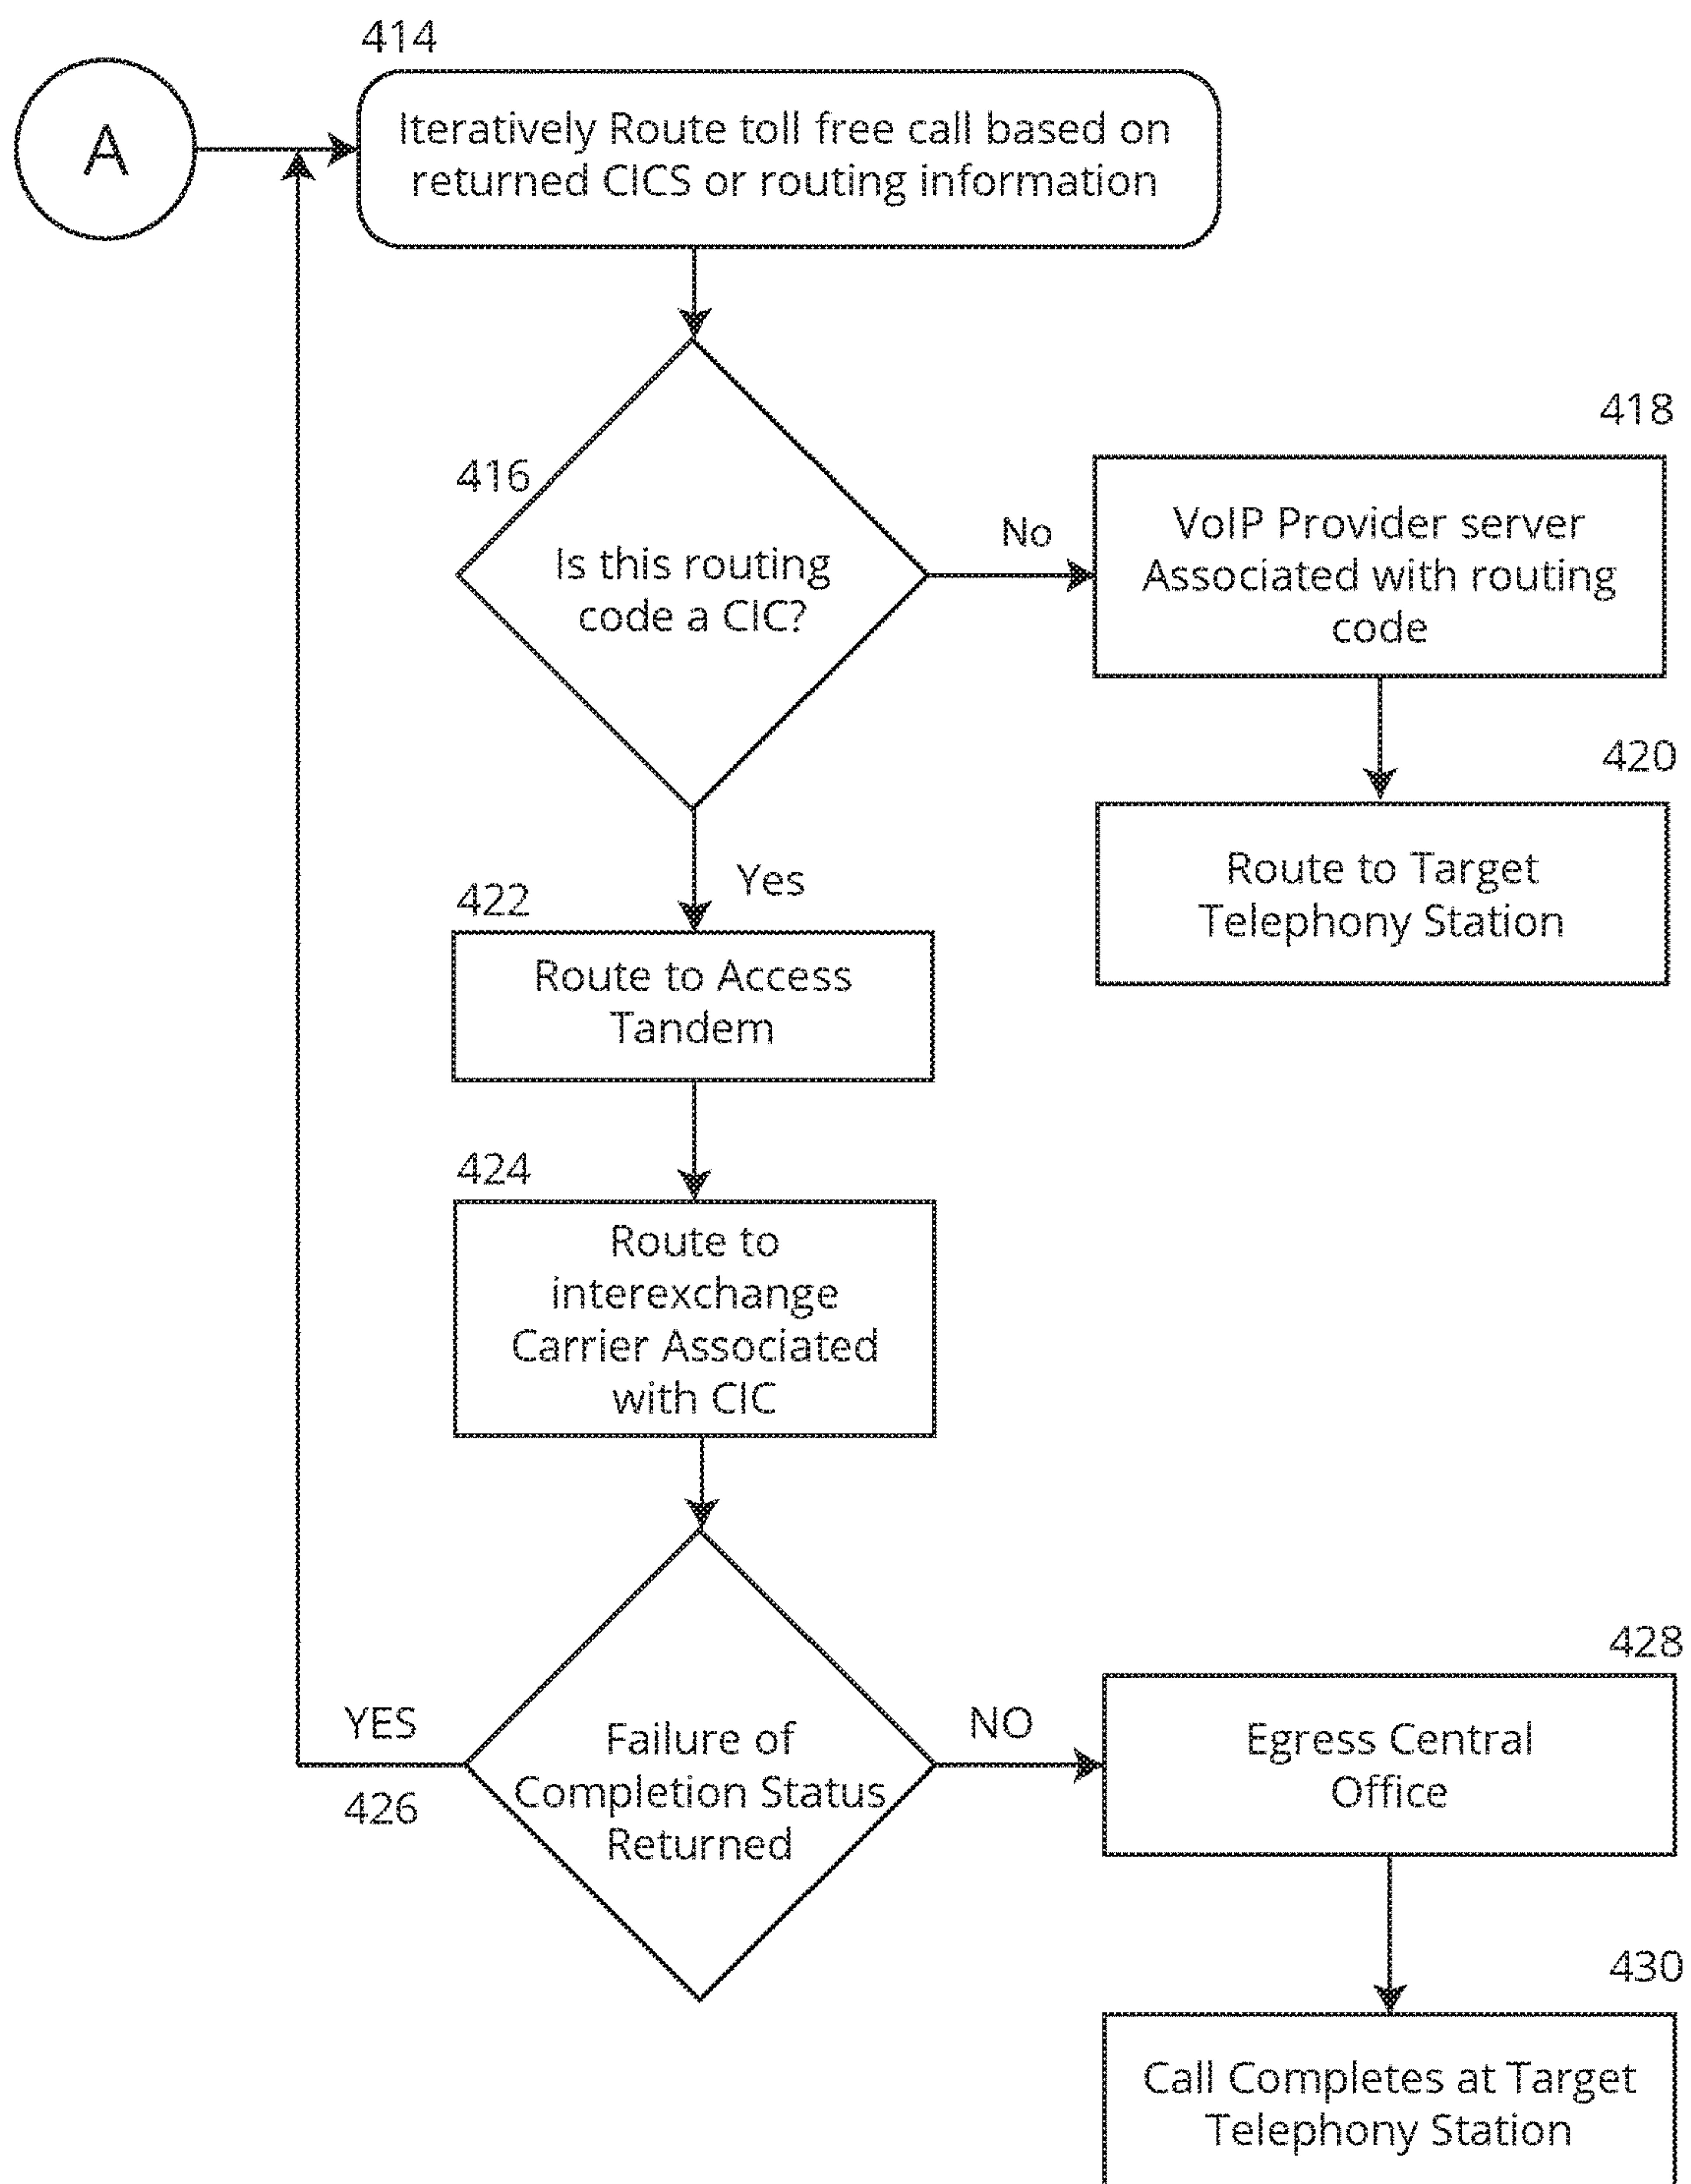 414
A
Iteratively Route toll free call based on
returned CICS or routing information
416
Is this routing
code a CIC?
No
418
VoIP Provider server
Associated with routing
code
420
Route to Target
Telephony Station
Yes
422
Route to Access
Tandem
424
Route to
interexchange
Carrier Associated
with CIC
YES
426
Failure of
Completion Status
Returned
NO
428
Egress Central
Office
430
Call Completes at Target
Telephony Station